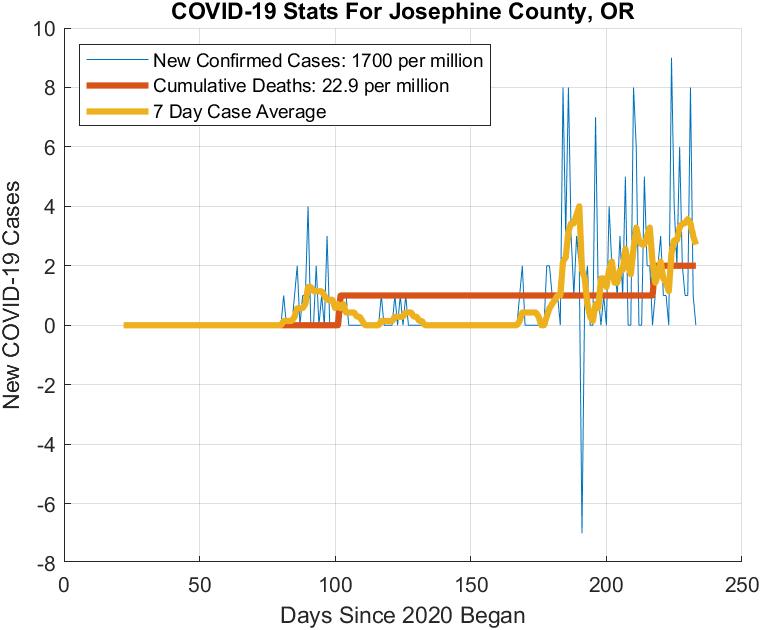 COVID-19 Stats For Josephine County, OR
New Confirmed Cases: 1700 per million
Cumulative Deaths: 22.9 per million
7 Day Case Average
New COVID-19 Cases
10
8
6
4
2
0
-2
-4
-6
-8
0
50
100
150
200
250
Days Since 2020 Began